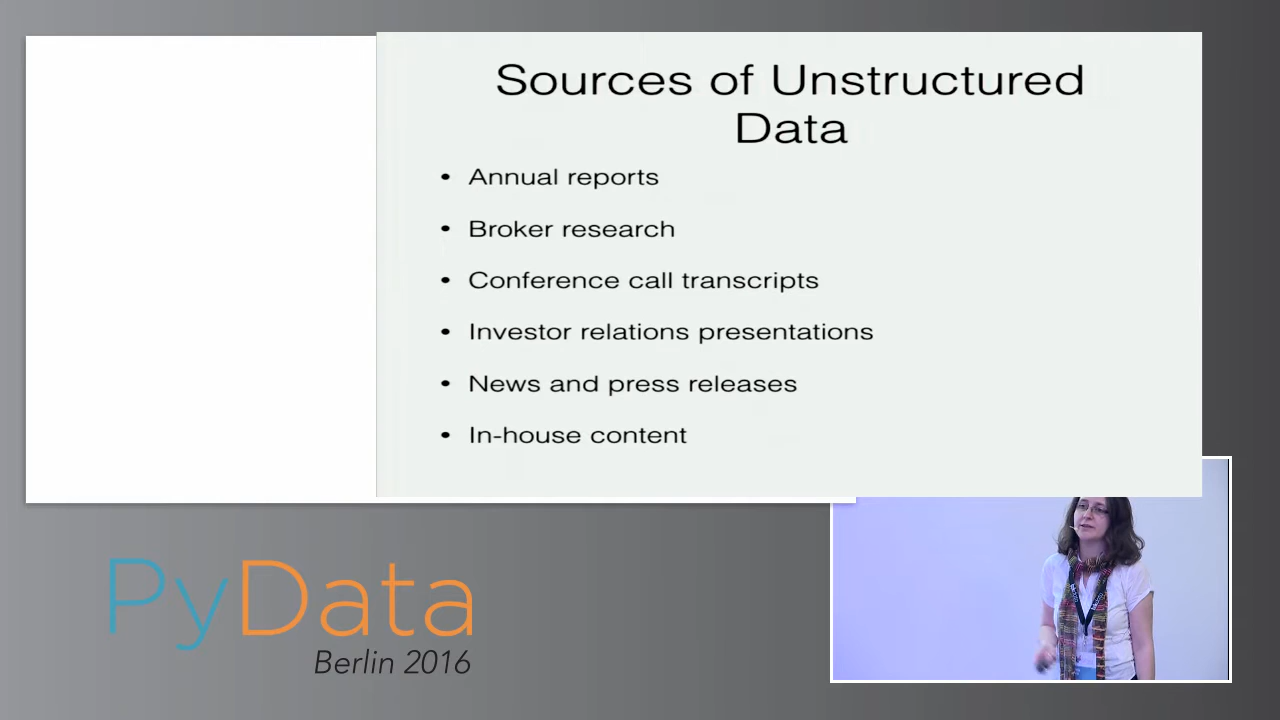 Sources of Unstructured
Data
• Annual reports
• Broker research
• Conference call transcripts
• Investor relations presentations
• News and press releases
• In-house content
PyData
Berlin 2016